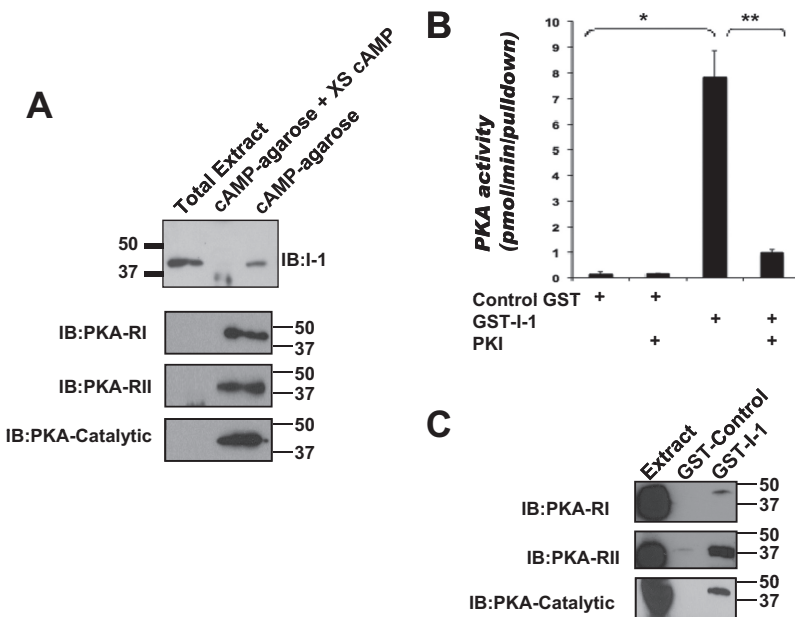 A
Total Extract
cAMP-agarose + XS cAMP
cAMP-agarose
50
37
IB:I-1
IB:PKA-RI
50
37
IB:PKA-RII
50
37
IB:PKA-Catalytic
50
37
B
PKA activity
(pmol/min/pulldown)
10
9
8
7
6
5
4
3
2
1
0
*
**
Control GST + +
GST-I-1 + +
PKI + +
C
Extract
GST-Control
GST-I-1
IB:PKA-RI
50
37
IB:PKA-RII
50
37
IB:PKA-Catalytic
50
37